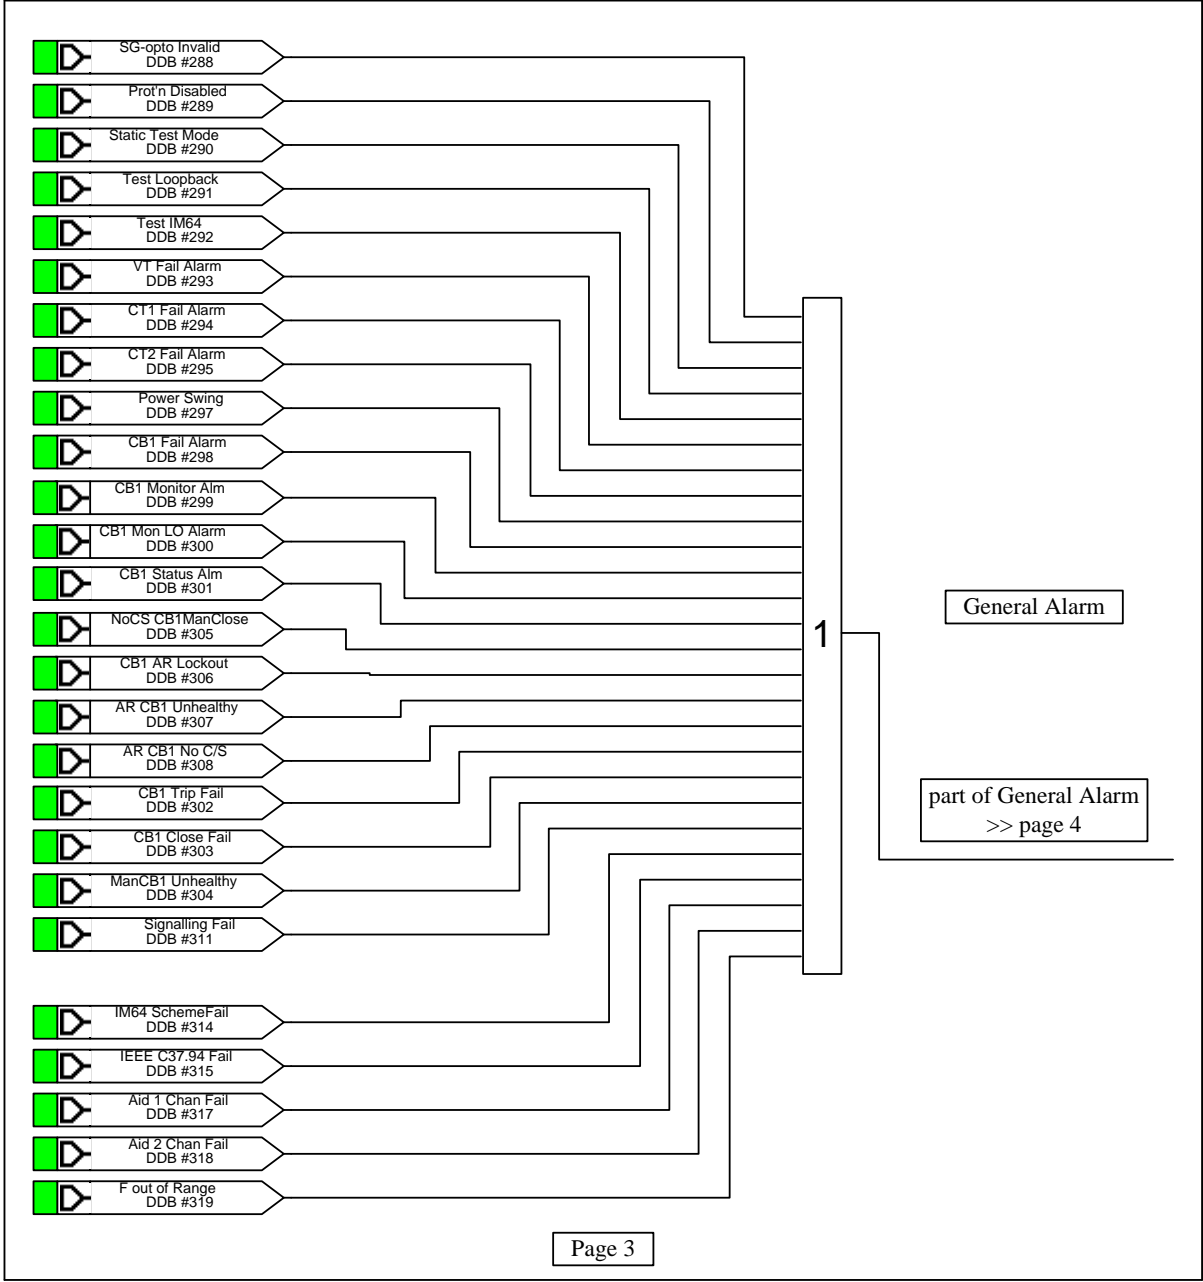 SG-opto Invalid
DDB #288
Prot'n Disabled
DDB #289
Static Test Mode
DDB #290
Test Loopback
DDB #291
Test IM64
DDB #292
VT Fail Alarm
DDB #293
CT1 Fail Alarm
DDB #294
CT2 Fail Alarm
DDB #295
Power Swing
DDB #297
CB1 Fail Alarm
DDB #298
CB1 Monitor Alm
DDB #299
CB1 Mon LO Alarm
DDB #300
CB1 Status Alm
DDB #301
NoCS CB1ManClose
DDB #305
CB1 AR Lockout
DDB #306
AR CB1 Unhealthy
DDB #307
AR CB1 No C/S
DDB #308
CB1 Trip Fail
DDB #302
CB1 Close Fail
DDB #303
ManCB1 Unhealthy
DDB #304
Signalling Fail
DDB #311
IM64 SchemeFail
DDB #314
IEEE C37.94 Fail
DDB #315
Aid 1 Chan Fail
DDB #317
Aid 2 Chan Fail
DDB #318
F out of Range
DDB #319
1
General Alarm
part of General Alarm
>> page 4
Page 3